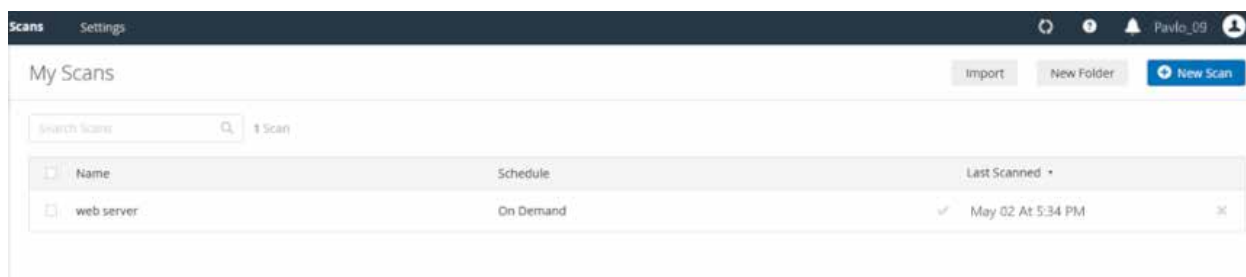 Scans Settings Pavlo_09
My Scans Import New Folder New Scan
Search Scans 1 Scan
Name Schedule Last Scanned
web server On Demand May 02 At 5:34 PM